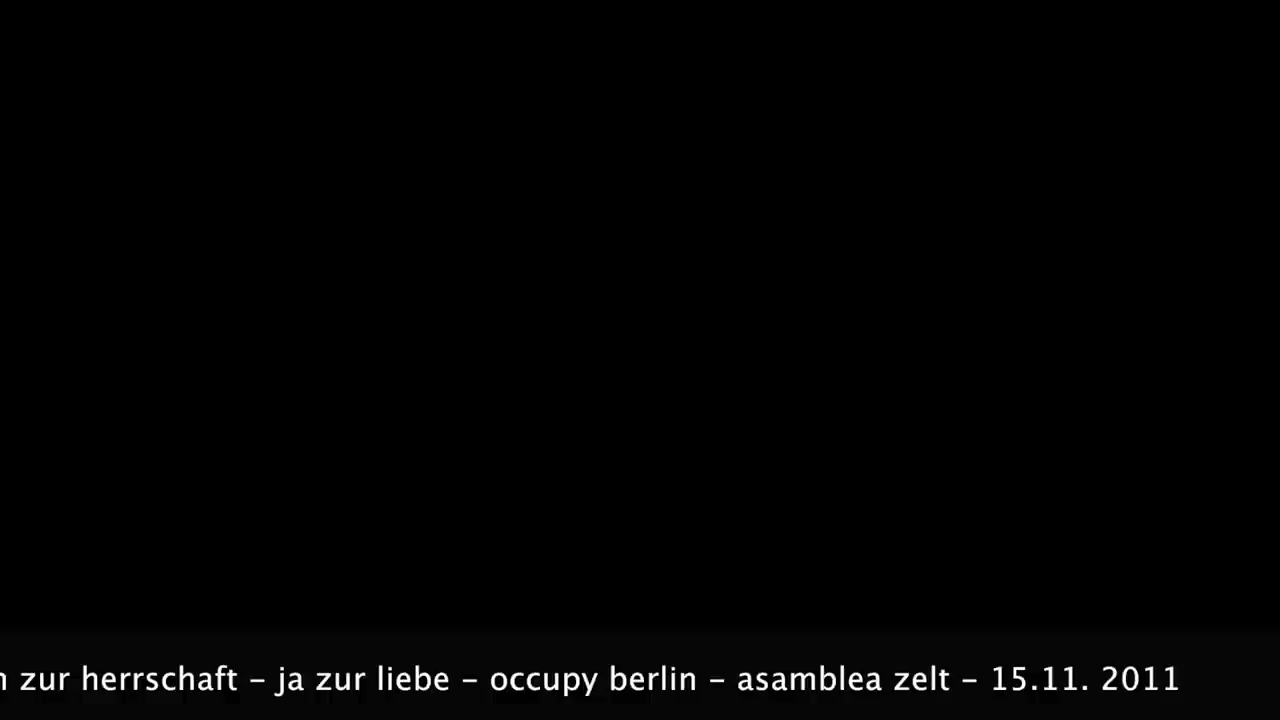 zur herrschaft – ja zur liebe – occupy berlin – asamblea zelt – 15.11. 2011